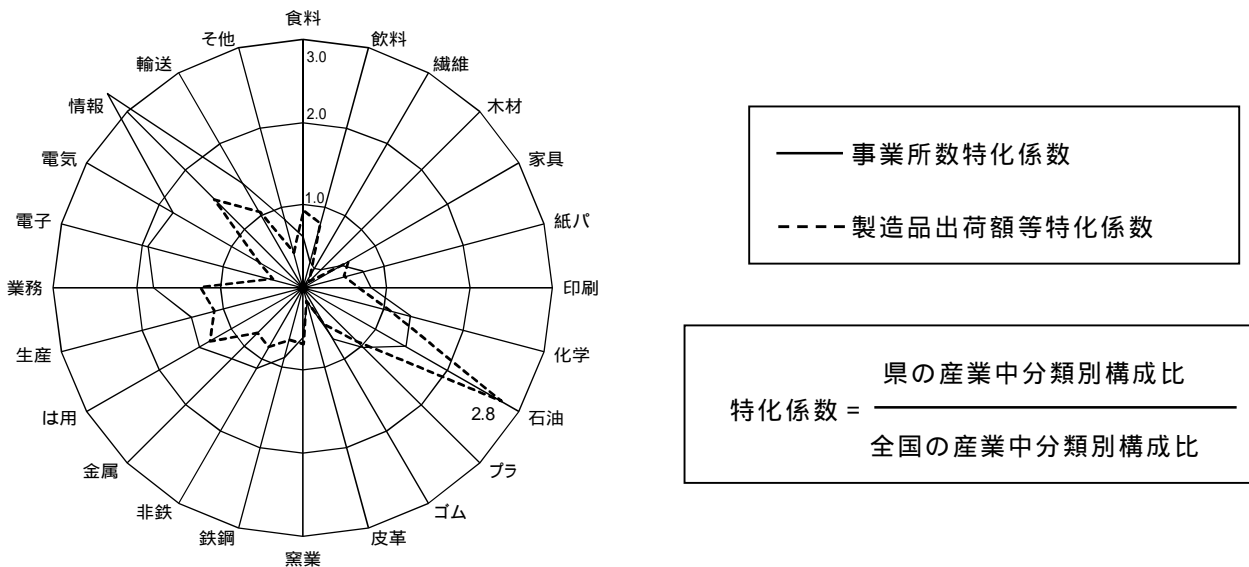 食料
飲料
繊維
木材
家具
紙パ
印刷
化学
石油
プラ
ゴム
皮革
窯業
鉄鋼
非鉄
金属
は用
生産
業務
電子
電気
情報
輸送
そ他
3.0
2.0
1.0
2.8
事業所数特化係数
製造品出荷額等特化係数
県の産業中分類別構成比
特化係数 =
全国の産業中分類別構成比